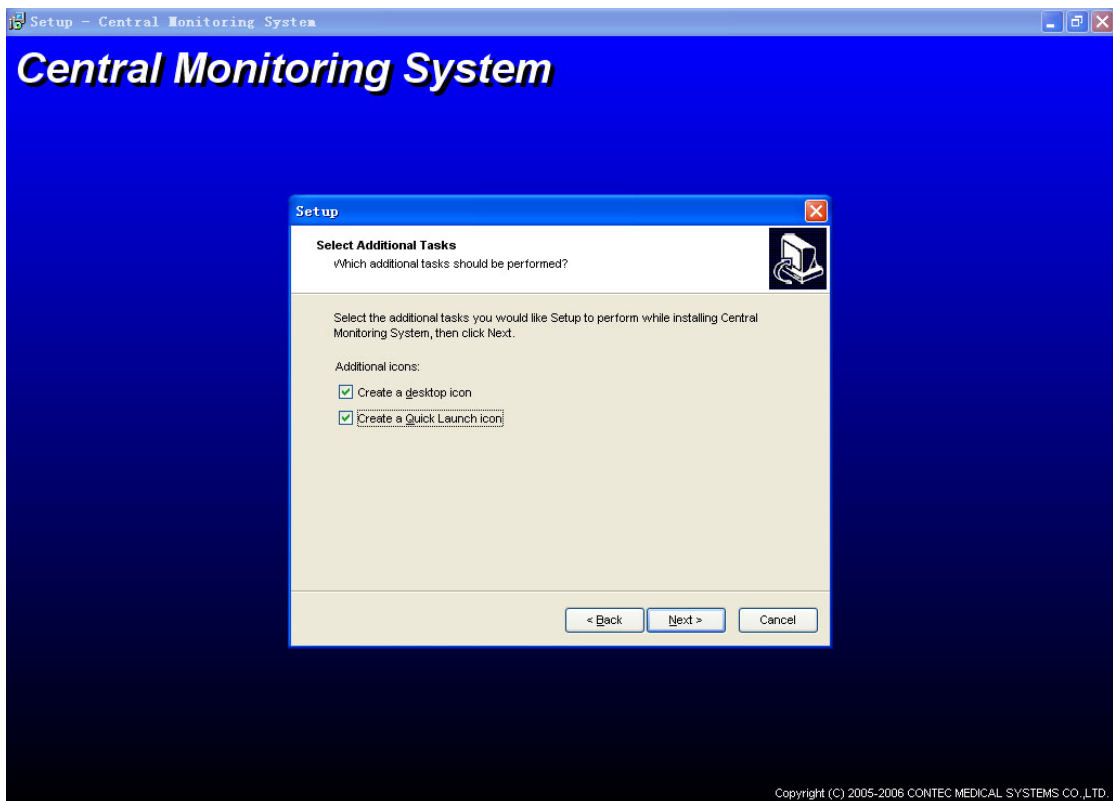 Setup - Central Monitoring System
Central Monitoring System
Setup
Select Additional Tasks
Which additional tasks should be performed?
Select the additional tasks you would like Setup to perform while installing Central
Monitoring System, then click Next.
Additional icons:
Create a desktop icon
Create a Quick Launch icon
< Back
Next >
Cancel
Copyright (C) 2005-2006 CONTEC MEDICAL SYSTEMS CO.,LTD.